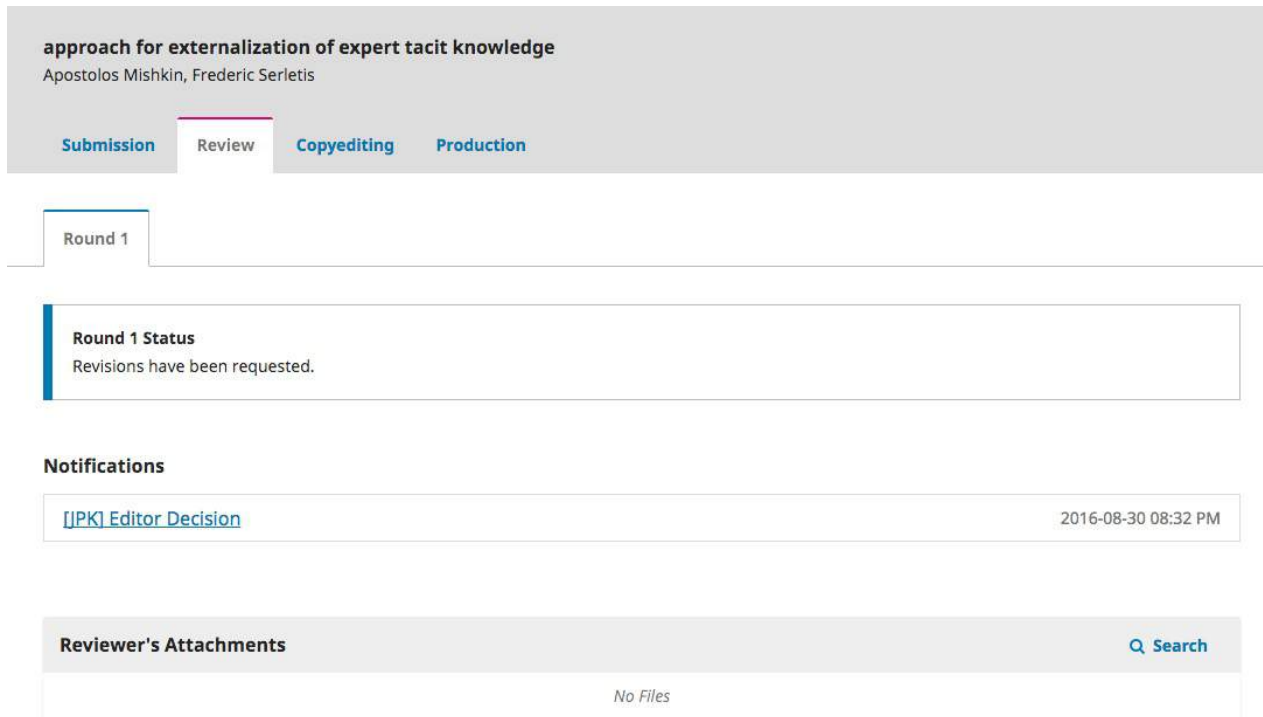 approach for externalization of expert tacit knowledge
Apostolos Mishkin, Frederic Serletis
Submission Review Copyediting Production
Round 1
Round 1 Status
Revisions have been requested.
Notifications
[JPK] Editor Decision 2016-08-30 08:32 PM
Reviewer's Attachments Search
No Files